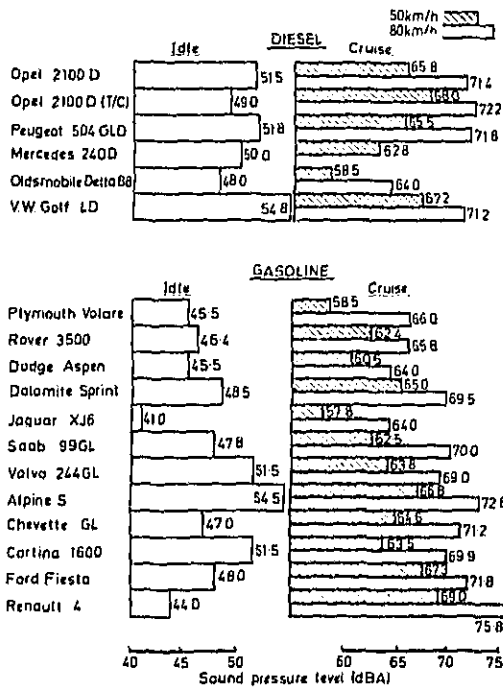 50km/h
80km/h
DIESEL
Idle Cruise
Opel 2100 D 51.5 65.8 71.4
Opel 2100 D (T/C) 49.0 68.0 72.2
Peugeot 504 GLD 51.8 65.5 71.8
Mercedes 240D 50.0 62.8
Oldsmobile Delta 88 48.0 58.5 64.0
V.W. Golf LD 54.8 67.2 71.2
GASOLINE
Idle Cruise
Plymouth Volare 45.5 58.5 66.0
Rover 3500 46.4 62.4 65.8
Dodge Aspen 45.5 60.5 64.0
Dolomite Sprint 48.5 65.0 69.5
Jaguar XJ6 41.0 57.8 64.0
Saab 99GL 47.8 62.5 70.0
Volvo 244GL 51.5 63.8 69.0
Alpine S 54.5 66.8 72.8
Chevette GL 47.0 64.6 71.2
Cortina 1600 51.5 63.5 69.9
Ford Fiesta 48.0 67.3 71.8
Renault 4 44.0 69.0 75.8
40 45 50 60 65 70 75
Sound pressure level (dBA)